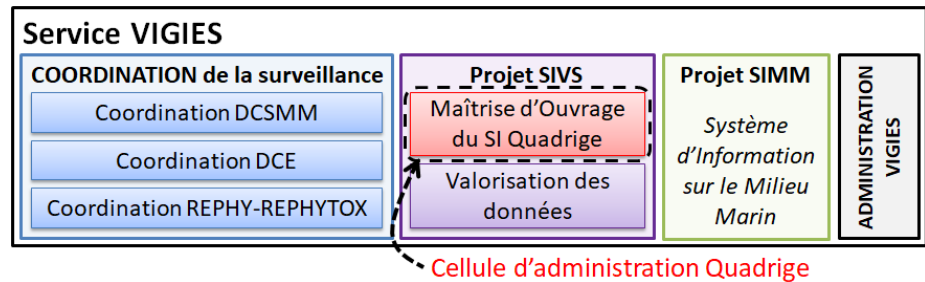 Service VIGIES
COORDINATION de la surveillance
Coordination DCSMM
Coordination DCE
Coordination REPHY-REPHYTOX
Projet SIVS
Maîtrise d'Ouvrage
du SI Quadrige
Valorisation des
données
Projet SIMM
Système
d'Information
sur le Milieu
Marin
ADMINISTRATION
VIGIES
Cellule d'administration Quadrige